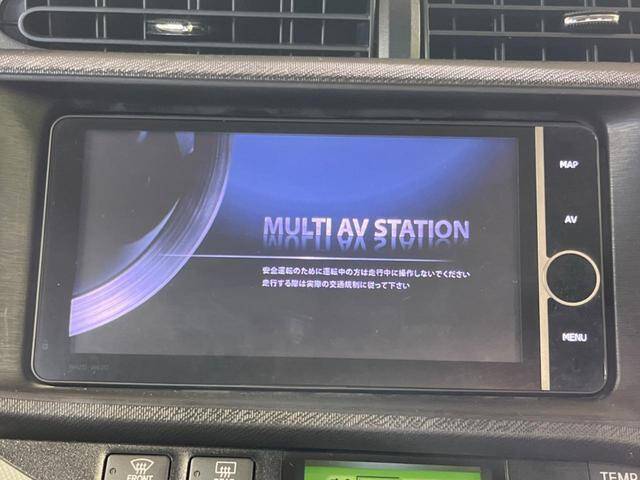 MAP
AV
MULTI AV STATION
安全運転のために運転中の方は走行中に操作しないでください
走行する際は実際の交通規制に従って下さい
MENU
FRONT
REAR
TEMP